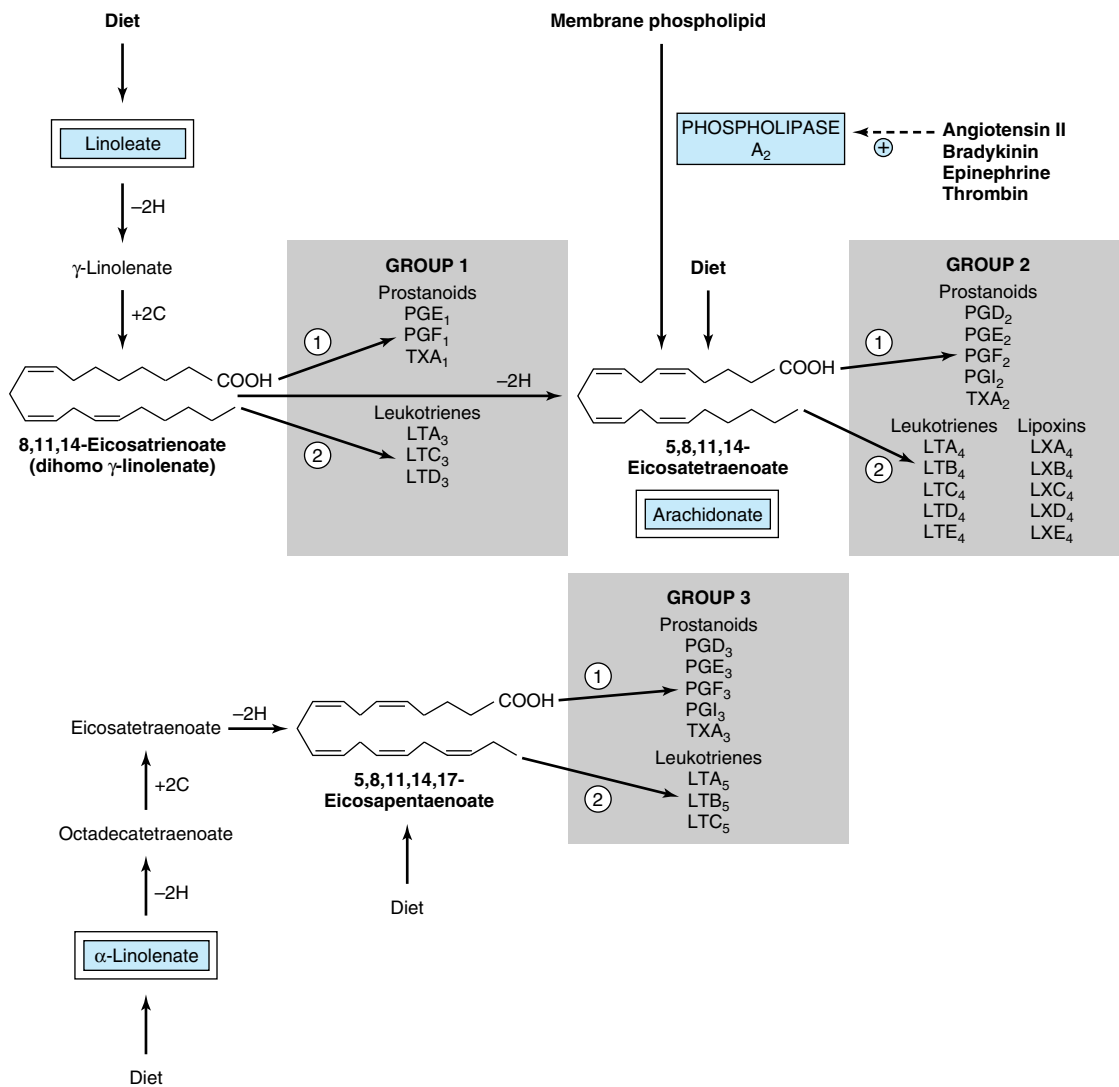 Diet
Linoleate
–2H
γ-Linolenate
+2C
COOH
8,11,14-Eicosatrienoate
(dihomo γ-linolenate)
GROUP 1
Prostanoids
PGE₁
PGF₁
TXA₁
1
–2H
Leukotrienes
LTA₃
LTC₃
LTD₃
2
Membrane phospholipid
PHOSPHOLIPASE
A₂
+
Angiotensin II
Bradykinin
Epinephrine
Thrombin
Diet
COOH
5,8,11,14-
Eicosatetraenoate
Arachidonate
GROUP 2
Prostanoids
PGD₂
PGE₂
PGF₂
PGI₂
TXA₂
1
Leukotrienes Lipoxins
LTA₄ LXA₄
LTB₄ LXB₄
LTC₄ LXC₄
LTD₄ LXD₄
LTE₄ LXE₄
2
GROUP 3
Prostanoids
PGD₃
PGE₃
PGF₃
PGI₃
TXA₃
1
Leukotrienes
LTA₅
LTB₅
LTC₅
2
COOH
5,8,11,14,17-
Eicosapentaenoate
Diet
Eicosatetraenoate
–2H
+2C
Octadecatetraenoate
–2H
α-Linolenate
Diet